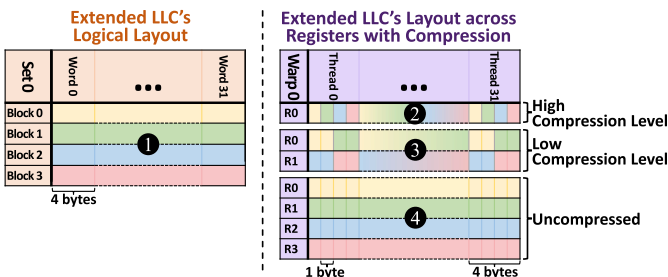 Extended LLC's
Logical Layout
Set 0
Word 0
...
Word 31
Block 0
Block 1
Block 2
Block 3
1
4 bytes
Extended LLC's Layout across
Registers with Compression
Warp 0
Thread 0
...
Thread 31
R0
2
High
Compression Level
R0
R1
3
Low
Compression Level
R0
R1
R2
R3
4
Uncompressed
1 byte
4 bytes